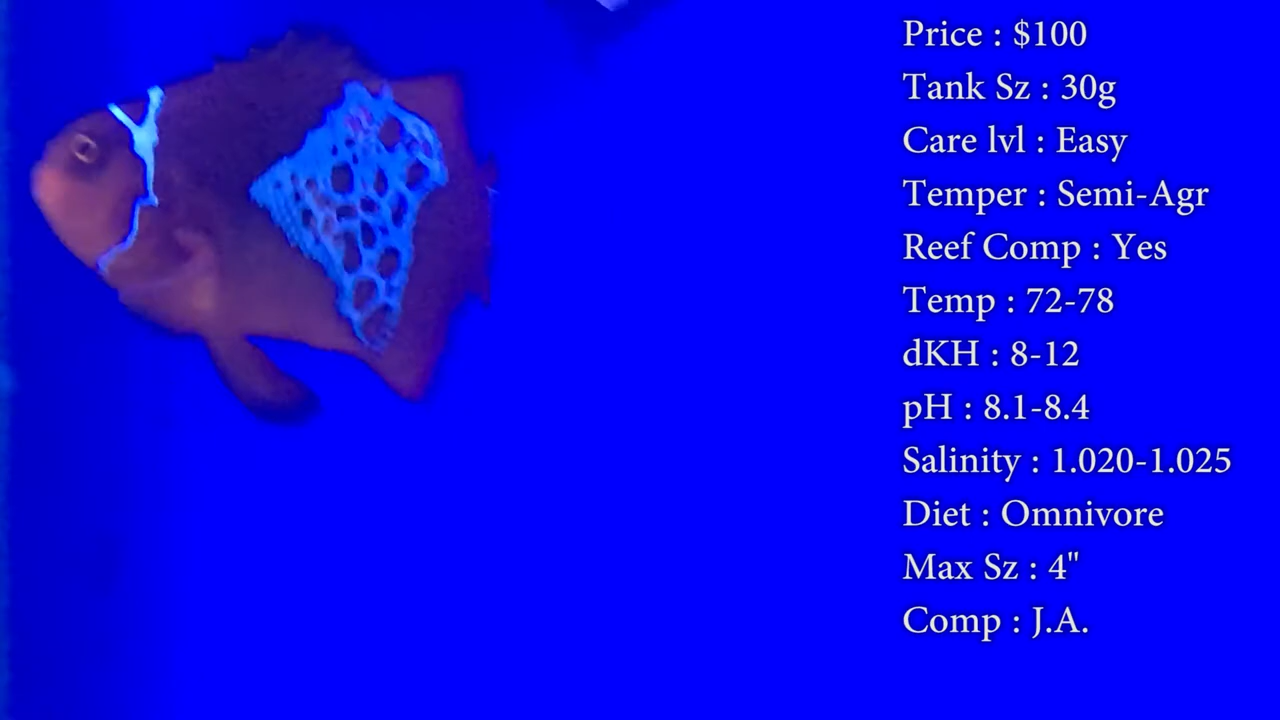 Price : $100
Tank Sz : 30g
Care lvl : Easy
Temper : Semi-Agr
Reef Comp : Yes
Temp : 72-78
dKH : 8-12
pH : 8.1-8.4
Salinity : 1.020-1.025
Diet : Omnivore
Max Sz : 4"
Comp : J.A.